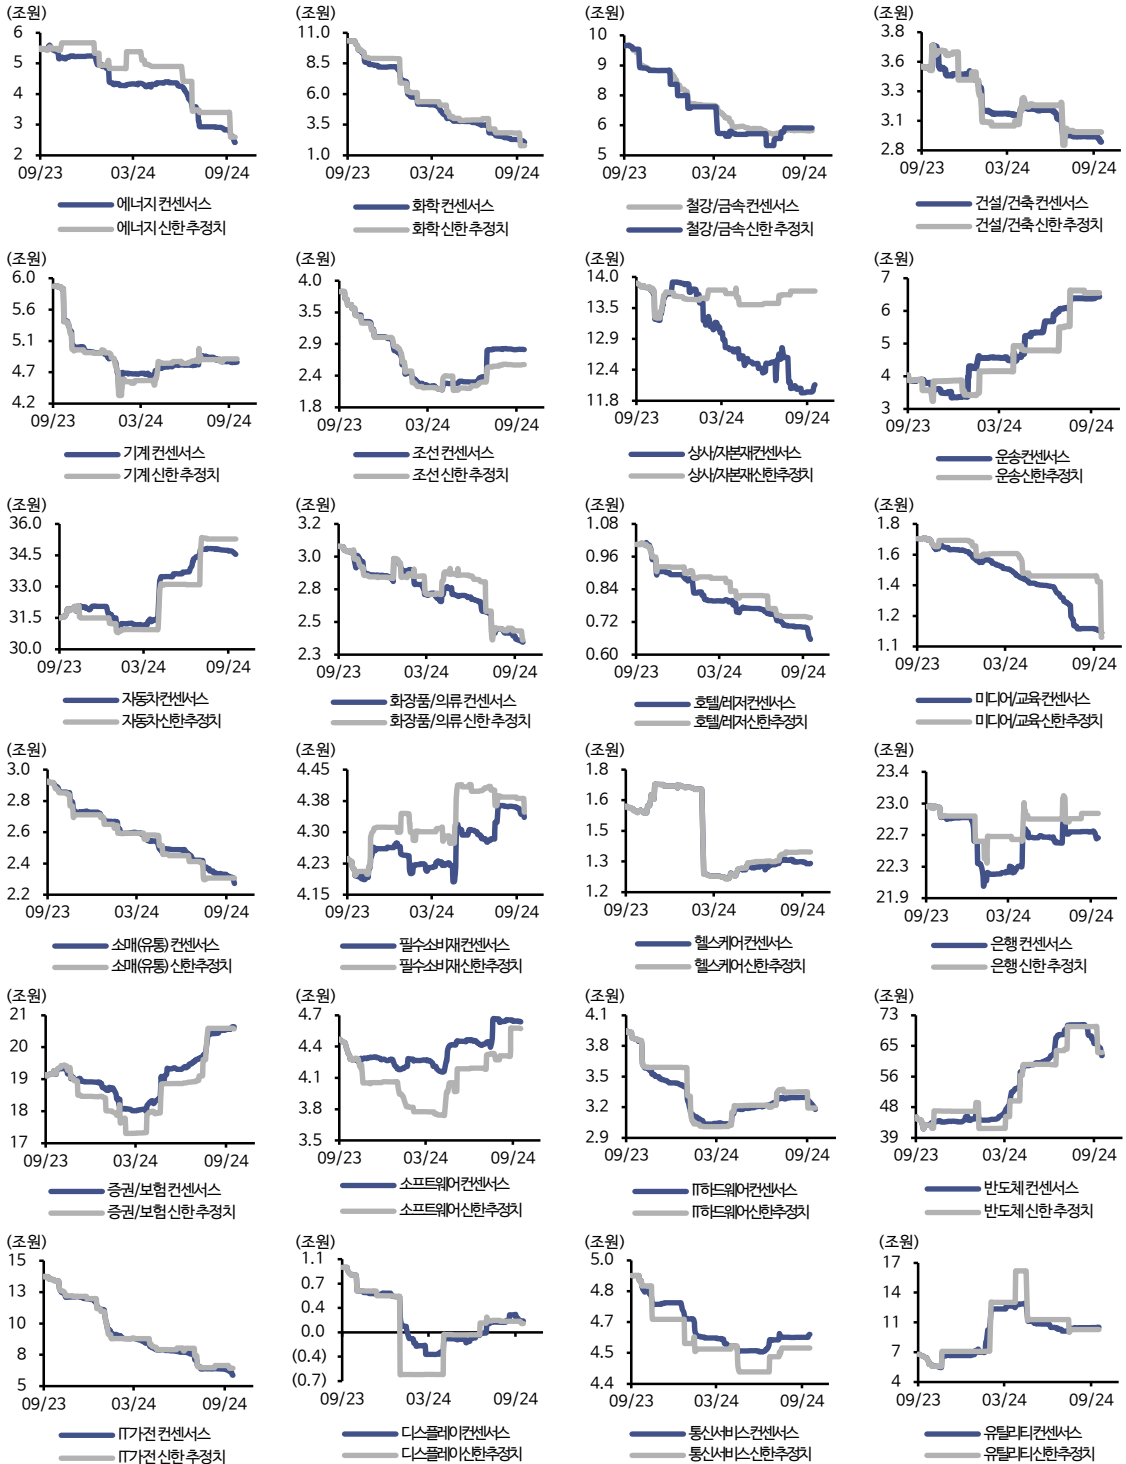 (조원)
6
5
4
3
2
09/23 03/24 09/24
에너지 컨센서스
에너지 신한 추정치
(조원)
11.0
8.5
6.0
3.5
1.0
09/23 03/24 09/24
화학 컨센서스
화학 신한 추정치
(조원)
10
9
8
6
5
09/23 03/24 09/24
철강/금속 컨센서스
철강/금속 신한 추정치
(조원)
3.8
3.6
3.3
3.1
2.8
09/23 03/24 09/24
건설/건축 컨센서스
건설/건축 신한 추정치
(조원)
6.0
5.6
5.1
4.7
4.2
09/23 03/24 09/24
기계 컨센서스
기계 신한 추정치
(조원)
4.0
3.5
2.9
2.4
1.8
09/23 03/24 09/24
조선 컨센서스
조선 신한 추정치
(조원)
14.0
13.5
12.9
12.4
11.8
09/23 03/24 09/24
상사/자본재컨센서스
상사/자본재신한추정치
(조원)
7
6
5
4
3
09/23 03/24 09/24
운송컨센서스
운송신한추정치
(조원)
36.0
34.5
33.0
31.5
30.0
09/23 03/24 09/24
자동차컨센서스
자동차신한추정치
(조원)
3.2
3.0
2.8
2.5
2.3
09/23 03/24 09/24
화장품/의류 컨센서스
화장품/의류 신한 추정치
(조원)
1.08
0.96
0.84
0.72
0.60
09/23 03/24 09/24
호텔/레저컨센서스
호텔/레저신한추정치
(조원)
1.8
1.6
1.4
1.2
1.1
09/23 03/24 09/24
미디어/교육컨센서스
미디어/교육신한추정치
(조원)
3.0
2.8
2.6
2.4
2.2
09/23 03/24 09/24
소매(유통) 컨센서스
소매(유통) 신한추정치
(조원)
4.45
4.38
4.30
4.23
4.15
09/23 03/24 09/24
필수소비재컨센서스
필수소비재신한추정치
(조원)
1.8
1.6
1.5
1.3
1.2
09/23 03/24 09/24
헬스케어컨센서스
헬스케어신한추정치
(조원)
23.4
23.0
22.7
22.3
21.9
09/23 03/24 09/24
은행 컨센서스
은행 신한 추정치
(조원)
21
20
19
18
17
09/23 03/24 09/24
증권/보험 컨센서스
증권/보험 신한 추정치
(조원)
4.7
4.4
4.1
3.8
3.5
09/23 03/24 09/24
소프트웨어컨센서스
소프트웨어신한추정치
(조원)
4.1
3.8
3.5
3.2
2.9
09/23 03/24 09/24
IT하드웨어컨센서스
IT하드웨어신한추정치
(조원)
73
65
56
48
39
09/23 03/24 09/24
반도체 컨센서스
반도체 신한 추정치
(조원)
15
13
10
8
5
09/23 03/24 09/24
IT가전 컨센서스
IT가전 신한 추정치
(조원)
1.1
0.7
0.4
0.0
(0.4)
(0.7)
09/23 03/24 09/24
디스플레이컨센서스
디스플레이신한추정치
(조원)
5.0
4.8
4.7
4.5
4.4
09/23 03/24 09/24
통신서비스컨센서스
통신서비스신한추정치
(조원)
17
14
11
7
4
09/23 03/24 09/24
유틸리티컨센서스
유틸리티신한추정치